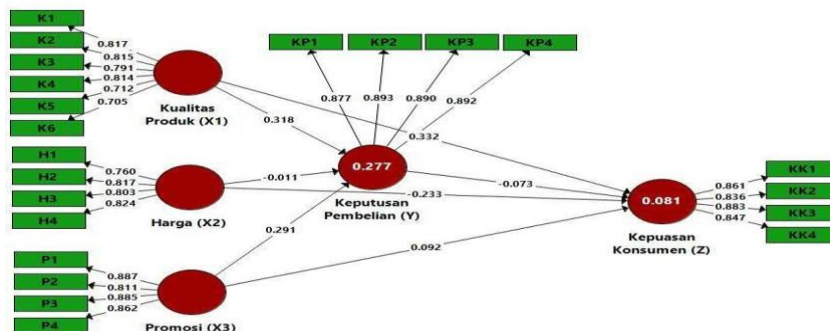 K1
K2
K3
K4
K5
K6
0.817
0.815
0.791
0.814
0.712
0.705
Kualitas
Produk (X1)
KP1
KP2
KP3
KP4
0.877
0.893
0.890
0.892
0.318
0.332
H1
H2
H3
H4
0.760
0.817
0.803
0.824
Harga (X2)
-0.011
0.277
Keputusan
Pembelian (Y)
-0.073
-0.233
0.291
0.092
0.081
Kepuasan
Konsumen (Z)
0.861
0.836
0.883
0.847
KK1
KK2
KK3
KK4
P1
P2
P3
P4
0.887
0.811
0.885
0.862
Promosi (X3)